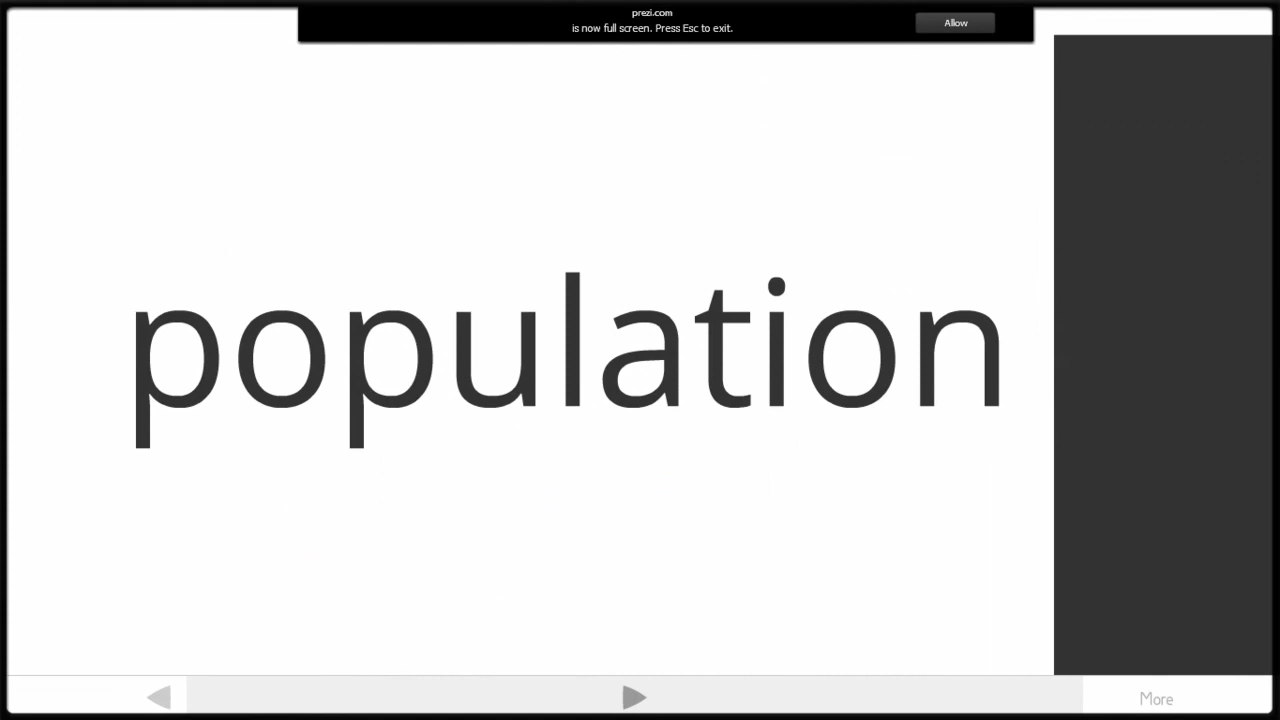 prezi.com
is now full screen. Press Esc to exit.
Allow
population
More